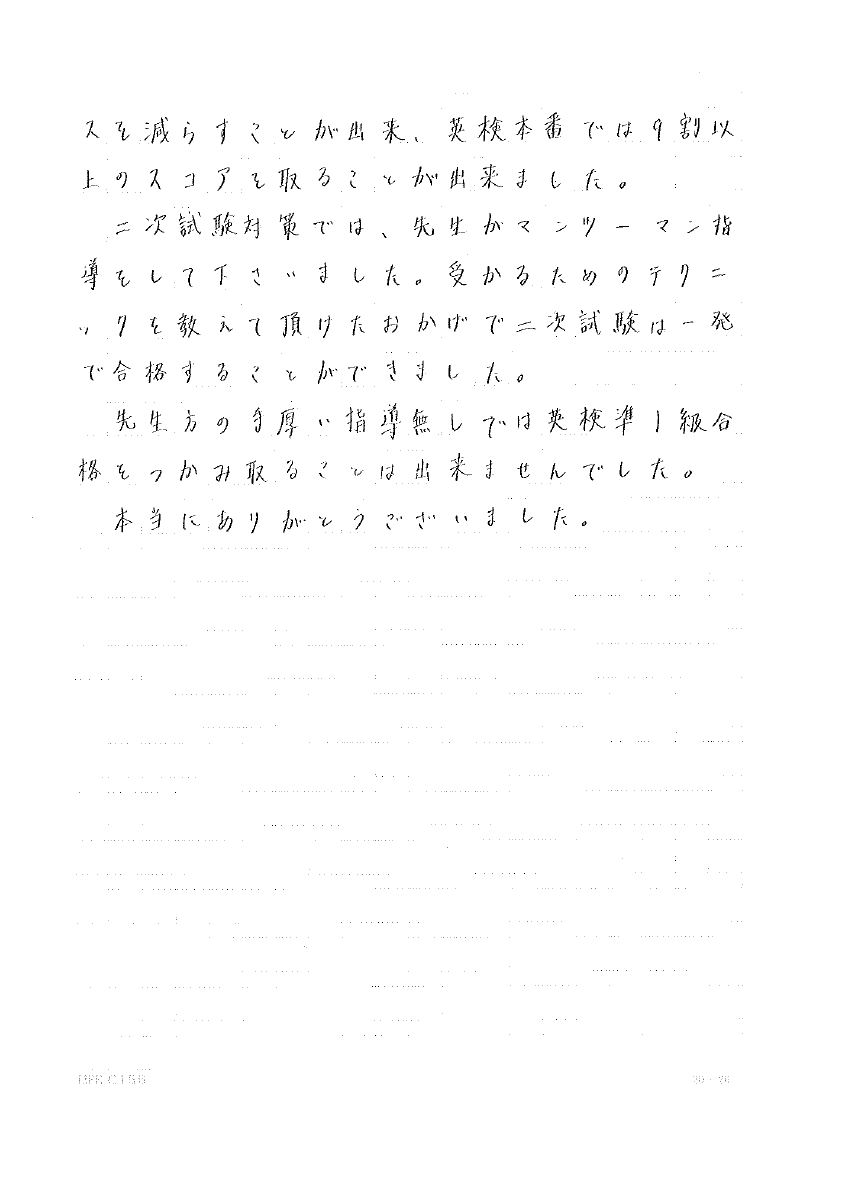 スを減らすことが出来、英検本番では9割以
上のスコアを取ることが出来ました。
二次試験対策では、先生がマンツーマン指
導をして下さいました。受かるためのテクニ
ックを教えて頂けたおかげで二次試験は一発
で合格することができました。
先生方の手厚い指導無しでは英検準1級合
格をつかみ取ることは出来ませんでした。
本当にありがとうございました。